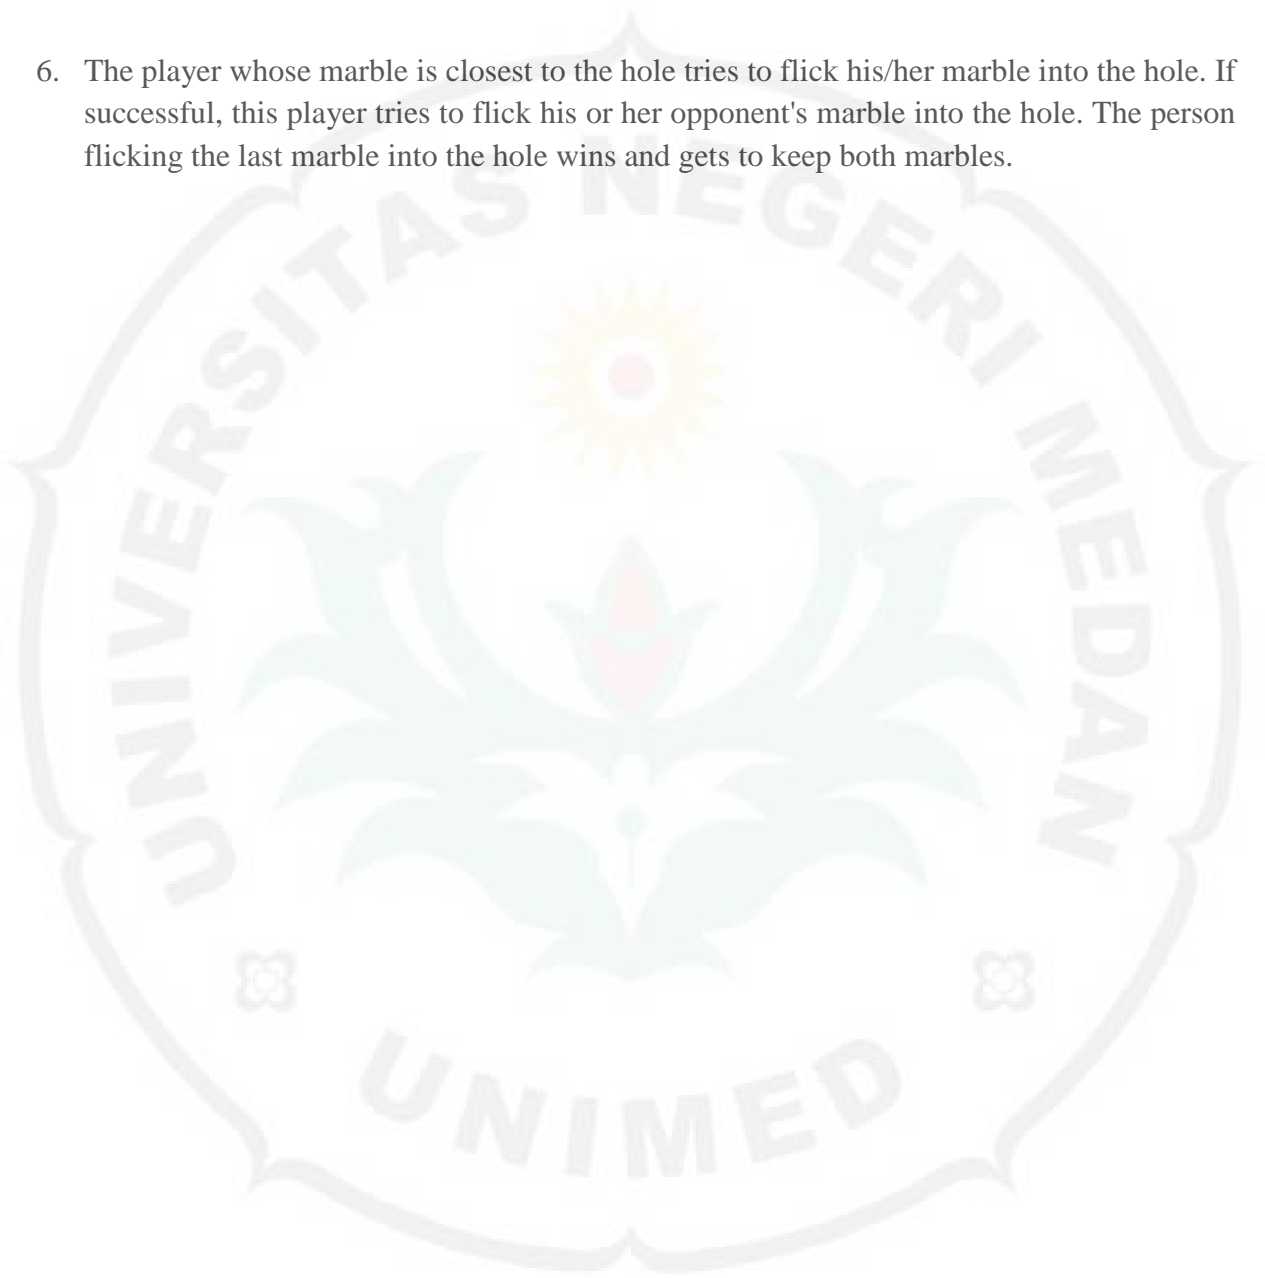 6. The player whose marble is closest to the hole tries to flick his/her marble into the hole. If
successful, this player tries to flick his or her opponent's marble into the hole. The person
flicking the last marble into the hole wins and gets to keep both marbles.
UNIVERSITAS NEGERI MEDAN
UNIMED